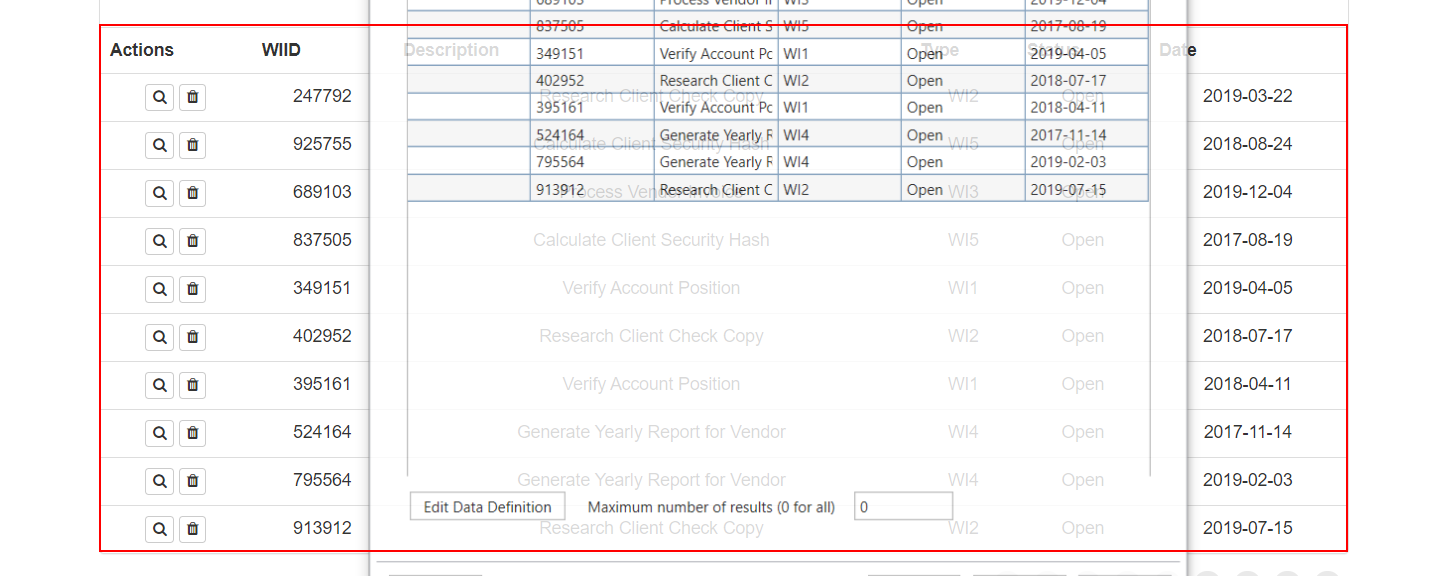 689103 Process Vendor WI3 Open 2019-12-04
837505 Calculate Client S WI5 Open 2017-08-19
Actions WIID Description Type Status Date
349151 Verify Account Pc WI1 Open 2019-04-05
402952 Research Client C WI2 Open 2018-07-17
247792 Research Client Check Copy WI2 Open 2019-03-22
395161 Verify Account Pc WI1 Open 2018-04-11
524164 Generate Yearly R WI4 Open 2017-11-14
925755 Calculate Client Security Hash WI5 Open 2018-08-24
795564 Generate Yearly R WI4 Open 2019-02-03
913912 Research Client C WI2 Open 2019-07-15
689103 Process Vendor Invoice WI3 Open 2019-12-04
837505 Calculate Client Security Hash WI5 Open 2017-08-19
349151 Verify Account Position WI1 Open 2019-04-05
402952 Research Client Check Copy WI2 Open 2018-07-17
395161 Verify Account Position WI1 Open 2018-04-11
524164 Generate Yearly Report for Vendor WI4 Open 2017-11-14
795564 Generate Yearly Report for Vendor WI4 Open 2019-02-03
Edit Data Definition Maximum number of results (0 for all) 0
913912 Research Client Check Copy WI2 Open 2019-07-15